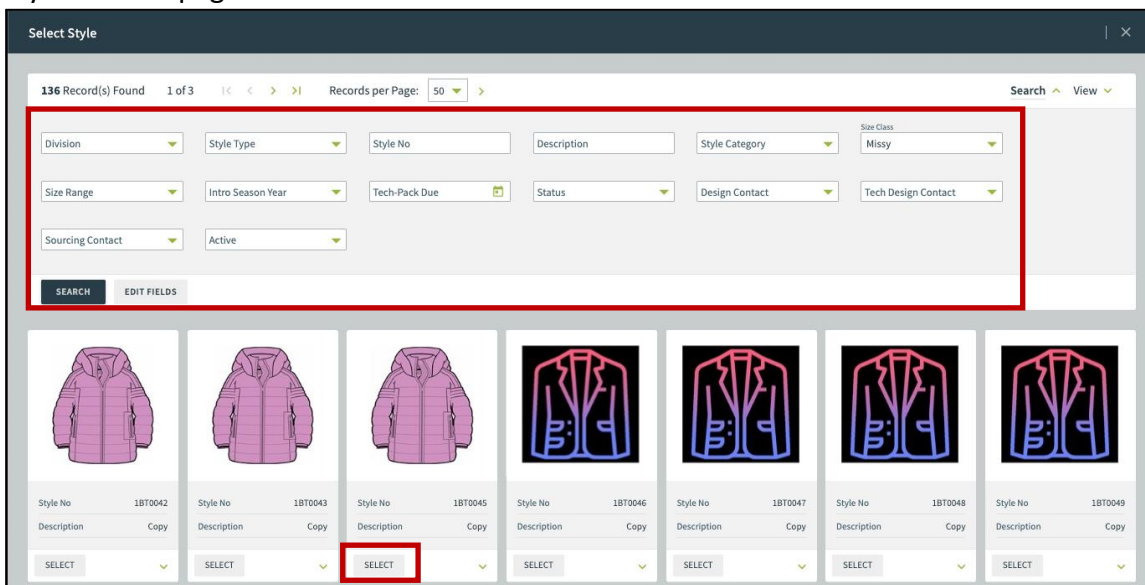 Select Style
136 Record(s) Found 1 of 3 Records per Page: 50 Search View
Size Class
Division Style Type Style No Description Style Category Missy
Size Range Intro Season Year Tech-Pack Due Status Design Contact Tech Design Contact
Sourcing Contact Active
SEARCH EDIT FIELDS
Style No 1BT0042 Style No 1BT0043 Style No 1BT0045 Style No 1BT0046 Style No 1BT0047 Style No 1BT0048 Style No 1BT0049
Description Copy Description Copy Description Copy Description Copy Description Copy Description Copy Description Copy
SELECT SELECT SELECT SELECT SELECT SELECT SELECT